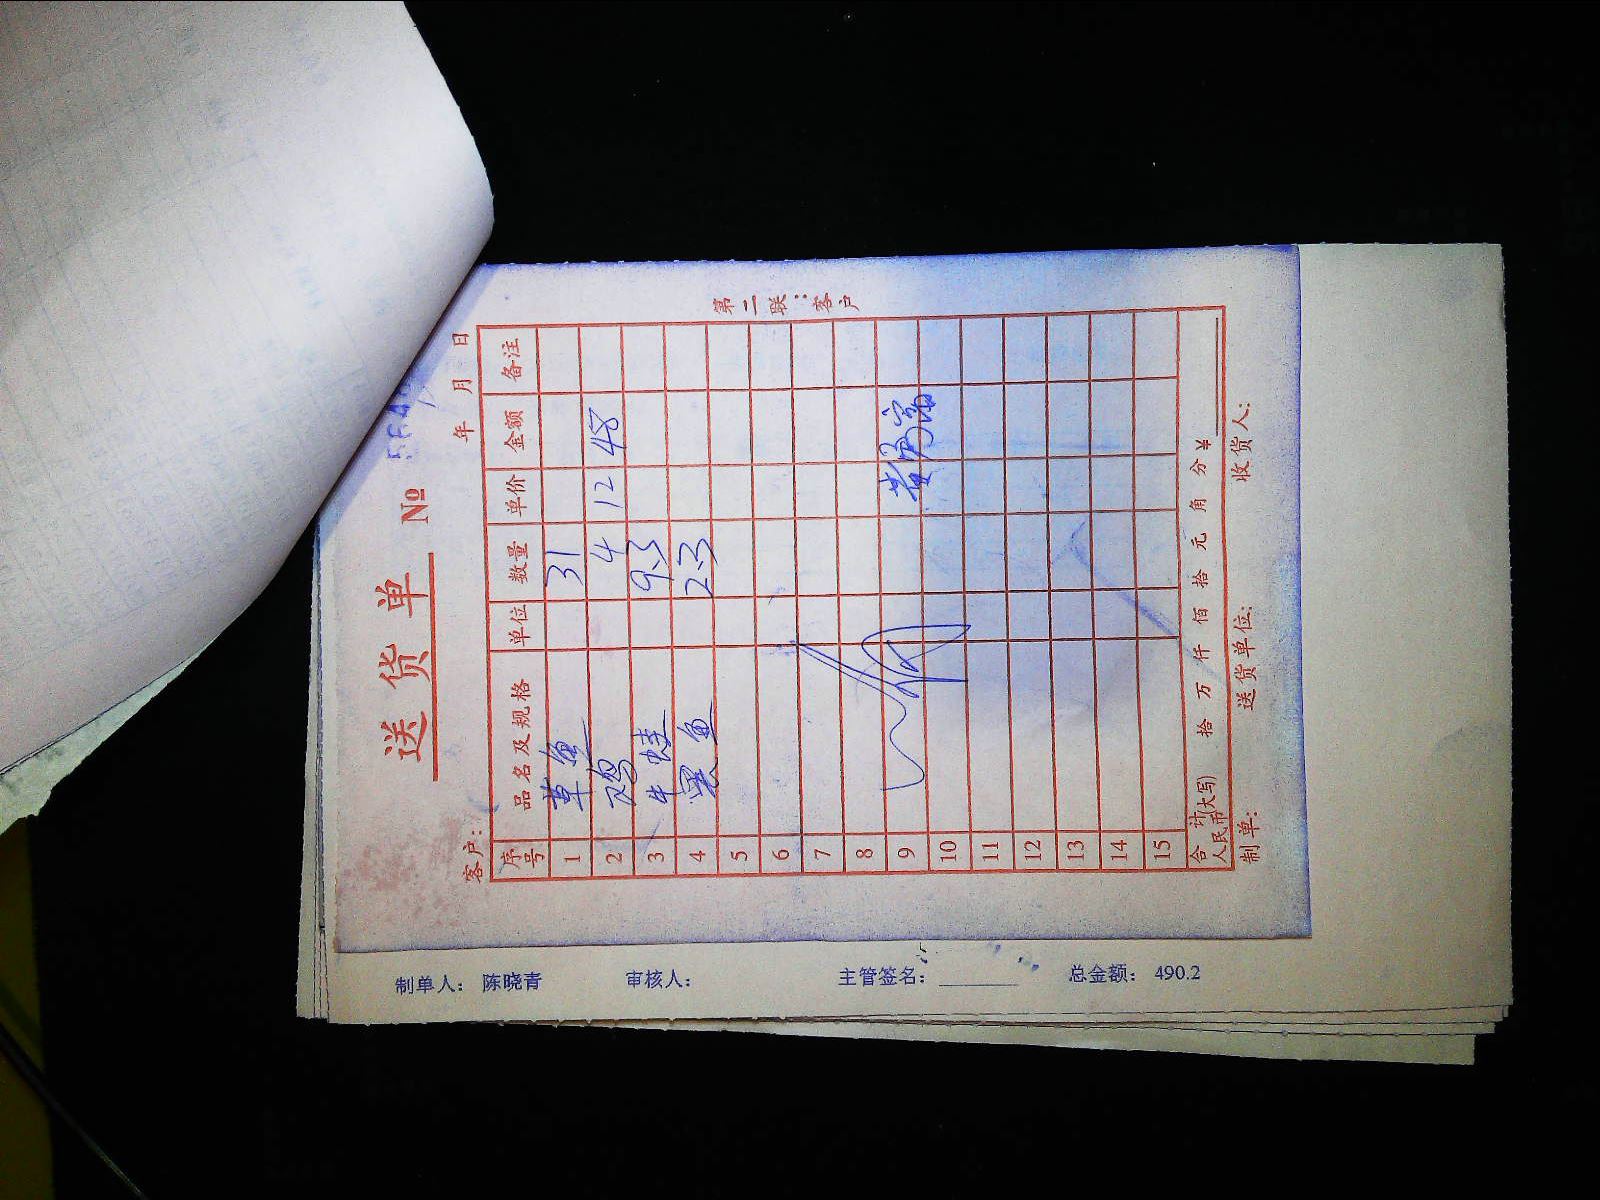 送货单 №
客户: 年 月 日
序号 品名及规格 单位 数量 单价 金额 备注
1 草鱼 31
2 鸡 4 12 48
3 牛蛙 9.3
4 黑鱼 2.3
5
6
7
8
9
10
11
12
13
14
15
合计 人民币(大写) 拾 万 仟 佰 拾 元 角 分 ¥
制单: 送货单位: 收货人:
第二联:客户
制单人: 陈晓青 审核人: 主管签名: 总金额: 490.2